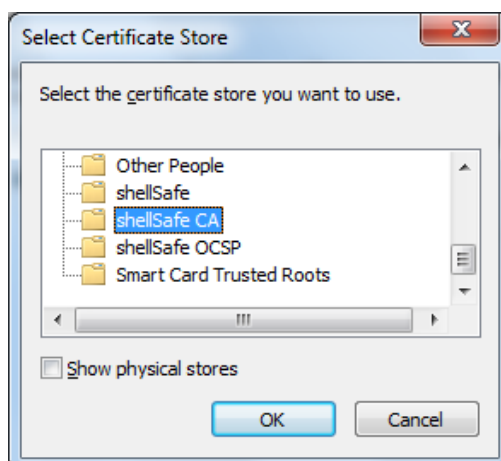 Select Certificate Store
Select the certificate store you want to use.
Other People
shellSafe
shellSafe CA
shellSafe OCSP
Smart Card Trusted Roots
Show physical stores
OK Cancel